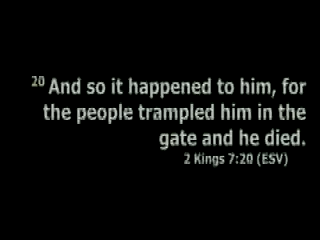 20 And so it happened to him, for
the people trampled him in the
gate and he died.
2 Kings 7:20 (ESV)